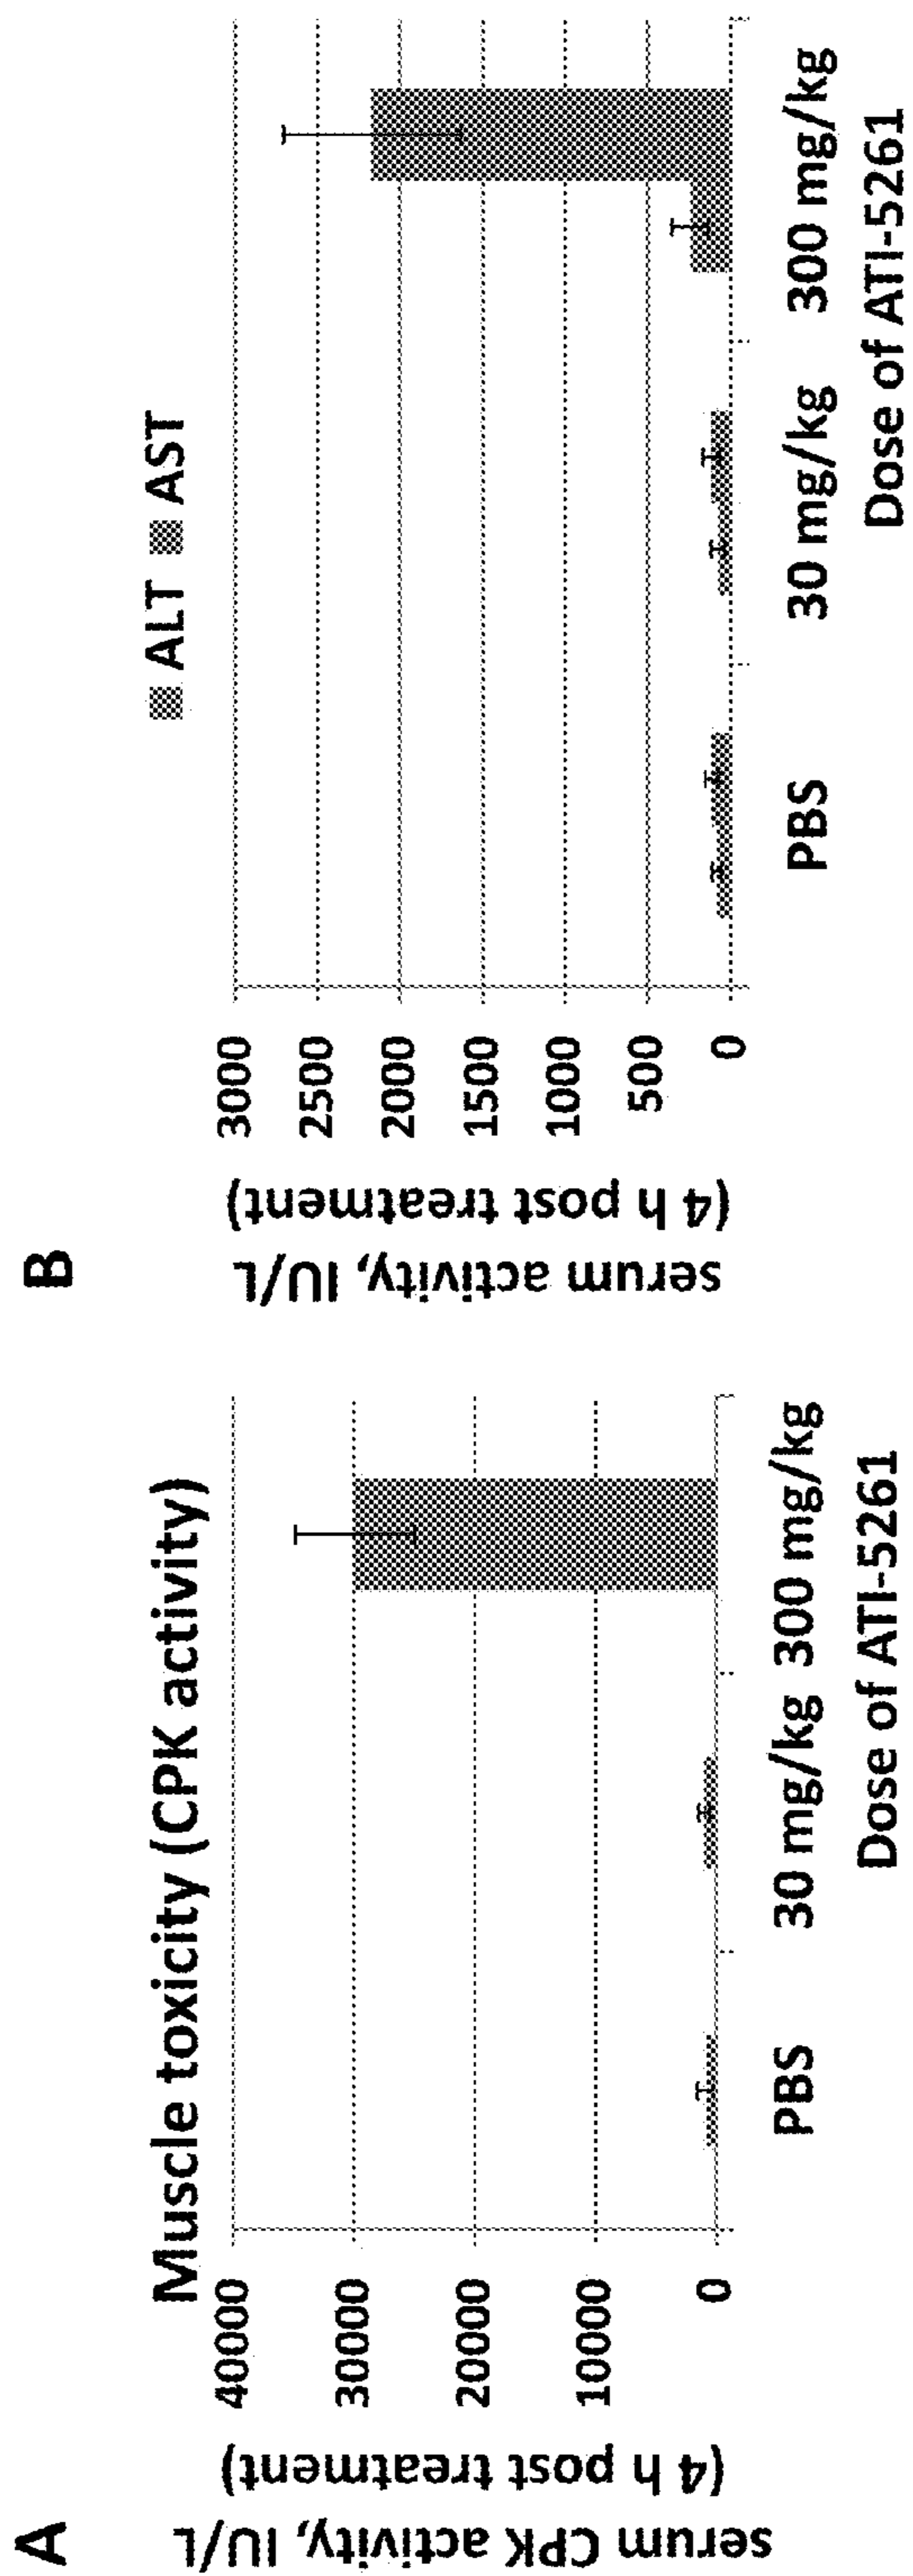 A
Muscle toxicity (CPK activity)
serum CPK activity, IU/L
(4 h post treatment)
40000
30000
20000
10000
0
PBS
30 mg/kg
300 mg/kg
Dose of ATI-5261
B
ALT
AST
serum activity, IU/L
(4 h post treatment)
3000
2500
2000
1500
1000
500
0
PBS
30 mg/kg
300 mg/kg
Dose of ATI-5261